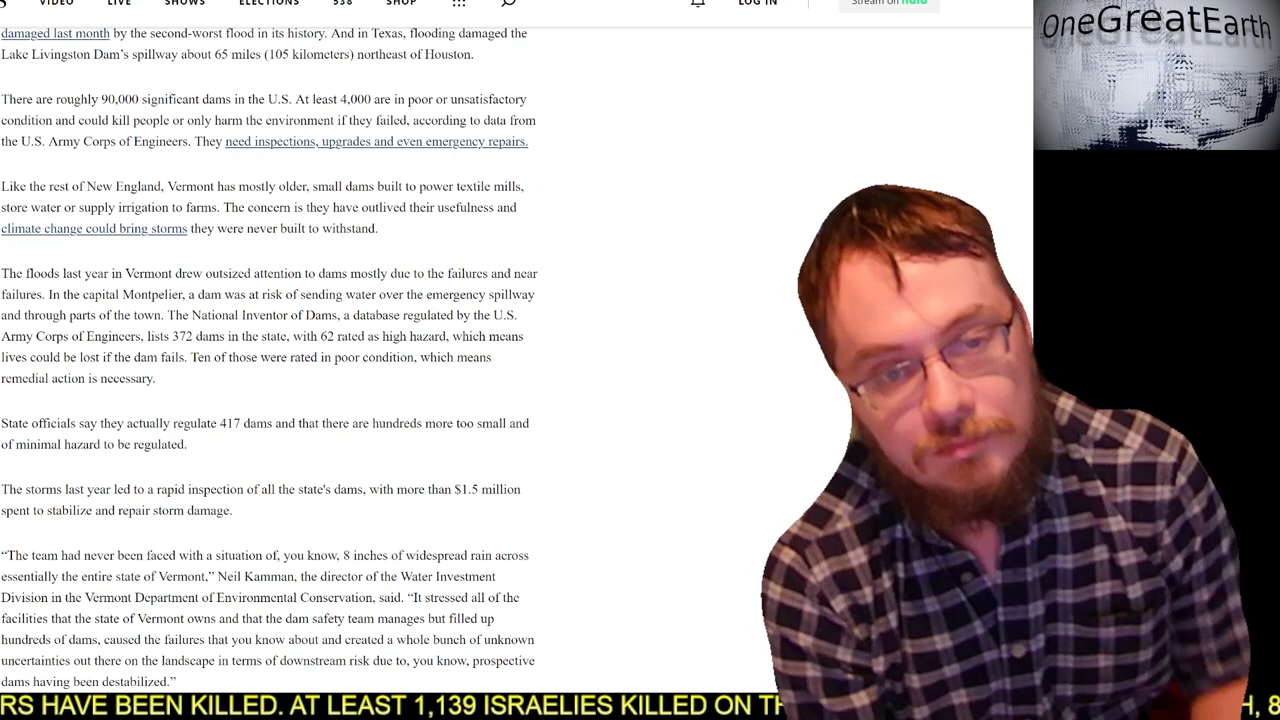 S VIDEO LIVE SHOWS ELECTIONS 538 SHOP LOG IN Stream on hulu
OneGreatEarth
damaged last month by the second-worst flood in its history. And in Texas, flooding damaged the
Lake Livingston Dam’s spillway about 65 miles (105 kilometers) northeast of Houston.
There are roughly 90,000 significant dams in the U.S. At least 4,000 are in poor or unsatisfactory
condition and could kill people or only harm the environment if they failed, according to data from
the U.S. Army Corps of Engineers. They need inspections, upgrades and even emergency repairs.
Like the rest of New England, Vermont has mostly older, small dams built to power textile mills,
store water or supply irrigation to farms. The concern is they have outlived their usefulness and
climate change could bring storms they were never built to withstand.
The floods last year in Vermont drew outsized attention to dams mostly due to the failures and near
failures. In the capital Montpelier, a dam was at risk of sending water over the emergency spillway
and through parts of the town. The National Inventor of Dams, a database regulated by the U.S.
Army Corps of Engineers, lists 372 dams in the state, with 62 rated as high hazard, which means
lives could be lost if the dam fails. Ten of those were rated in poor condition, which means
remedial action is necessary.
State officials say they actually regulate 417 dams and that there are hundreds more too small and
of minimal hazard to be regulated.
The storms last year led to a rapid inspection of all the state's dams, with more than $1.5 million
spent to stabilize and repair storm damage.
“The team had never been faced with a situation of, you know, 8 inches of widespread rain across
essentially the entire state of Vermont,” Neil Kamman, the director of the Water Investment
Division in the Vermont Department of Environmental Conservation, said. “It stressed all of the
facilities that the state of Vermont owns and that the dam safety team manages but filled up
hundreds of dams, caused the failures that you know about and created a whole bunch of unknown
uncertainties out there on the landscape in terms of downstream risk due to, you know, prospective
dams having been destabilized.”
RS HAVE BEEN KILLED. AT LEAST 1,139 ISRAELIES KILLED ON TH H, 8